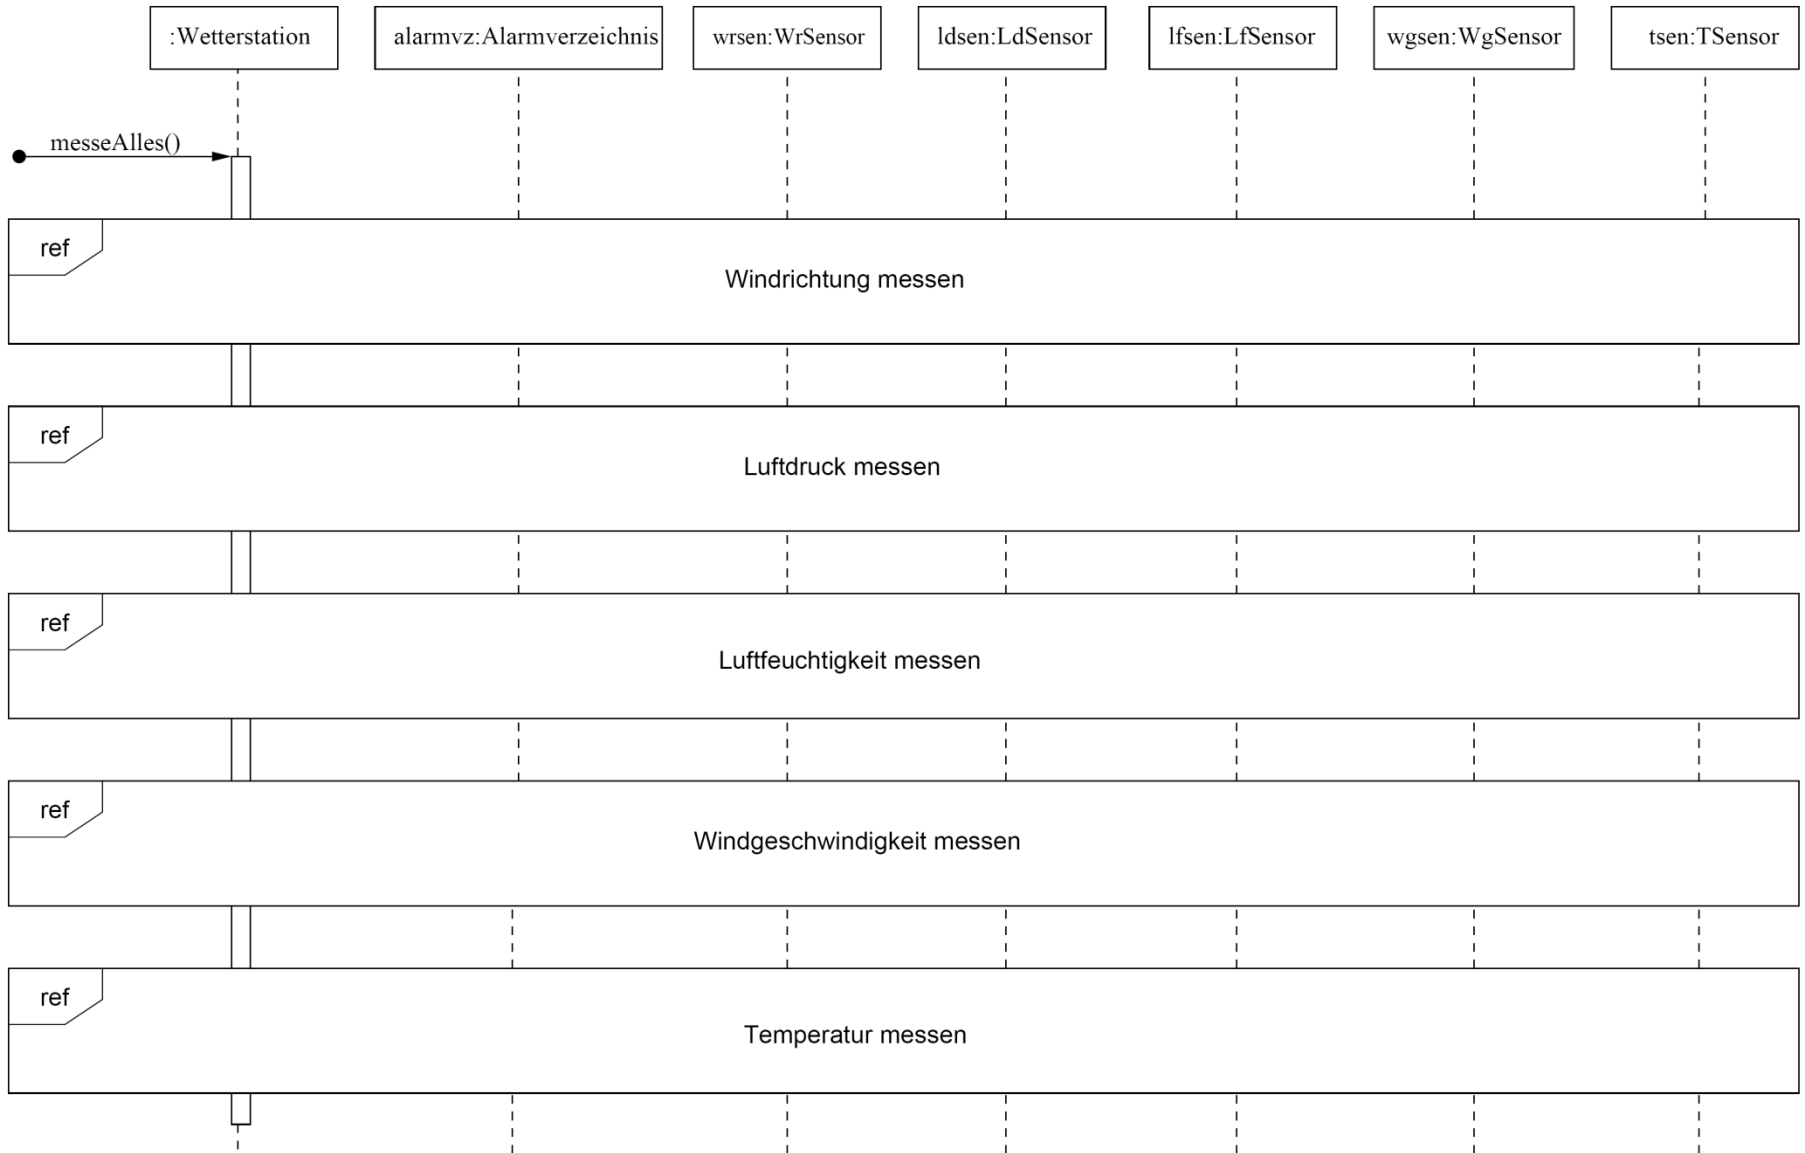 :Wetterstation
alarmvz:Alarmverzeichnis
wrsen:WrSensor
ldsen:LdSensor
lfsen:LfSensor
wgsen:WgSensor
tsen:TSensor
messeAlles()
ref
Windrichtung messen
ref
Luftdruck messen
ref
Luftfeuchtigkeit messen
ref
Windgeschwindigkeit messen
ref
Temperatur messen